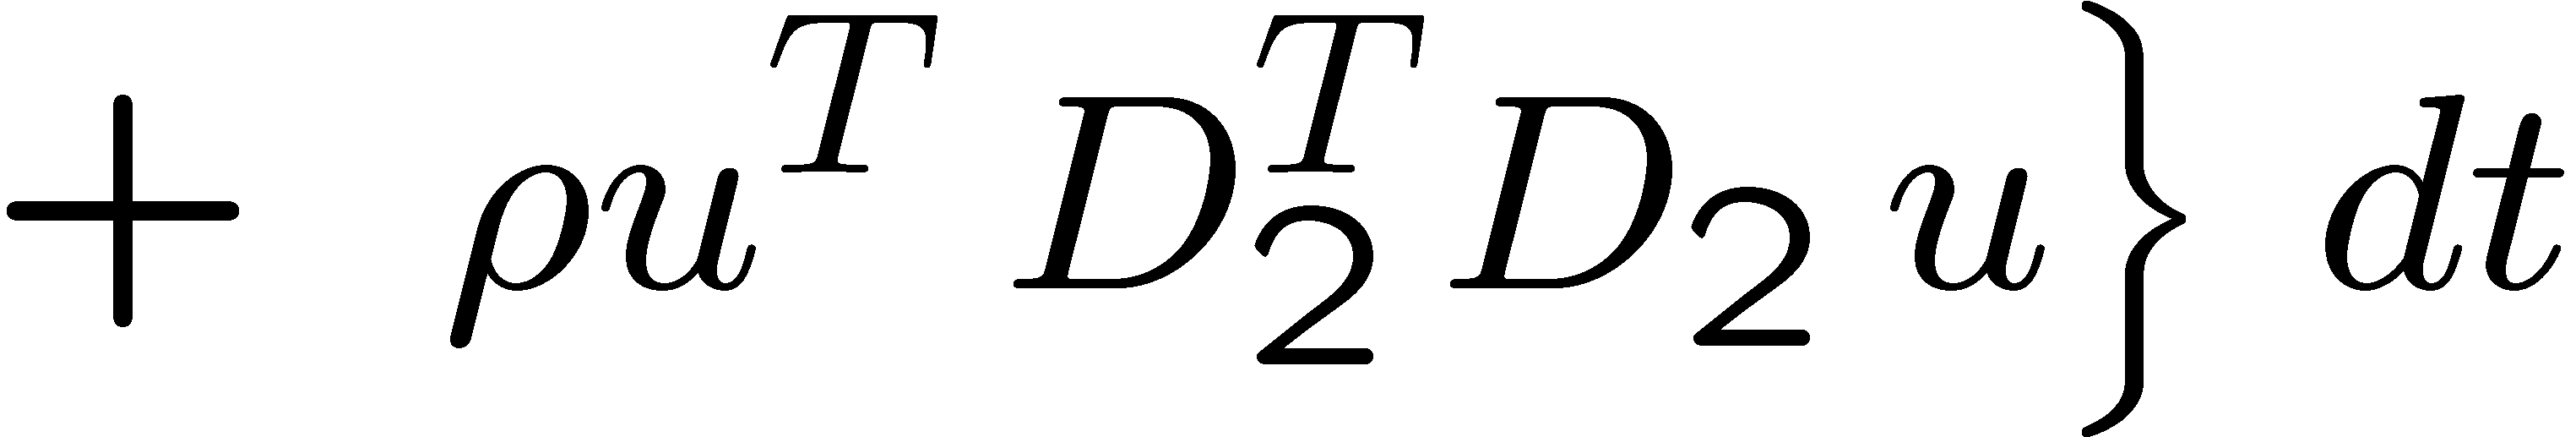 + ρu^T D_2^T D_2 u} dt